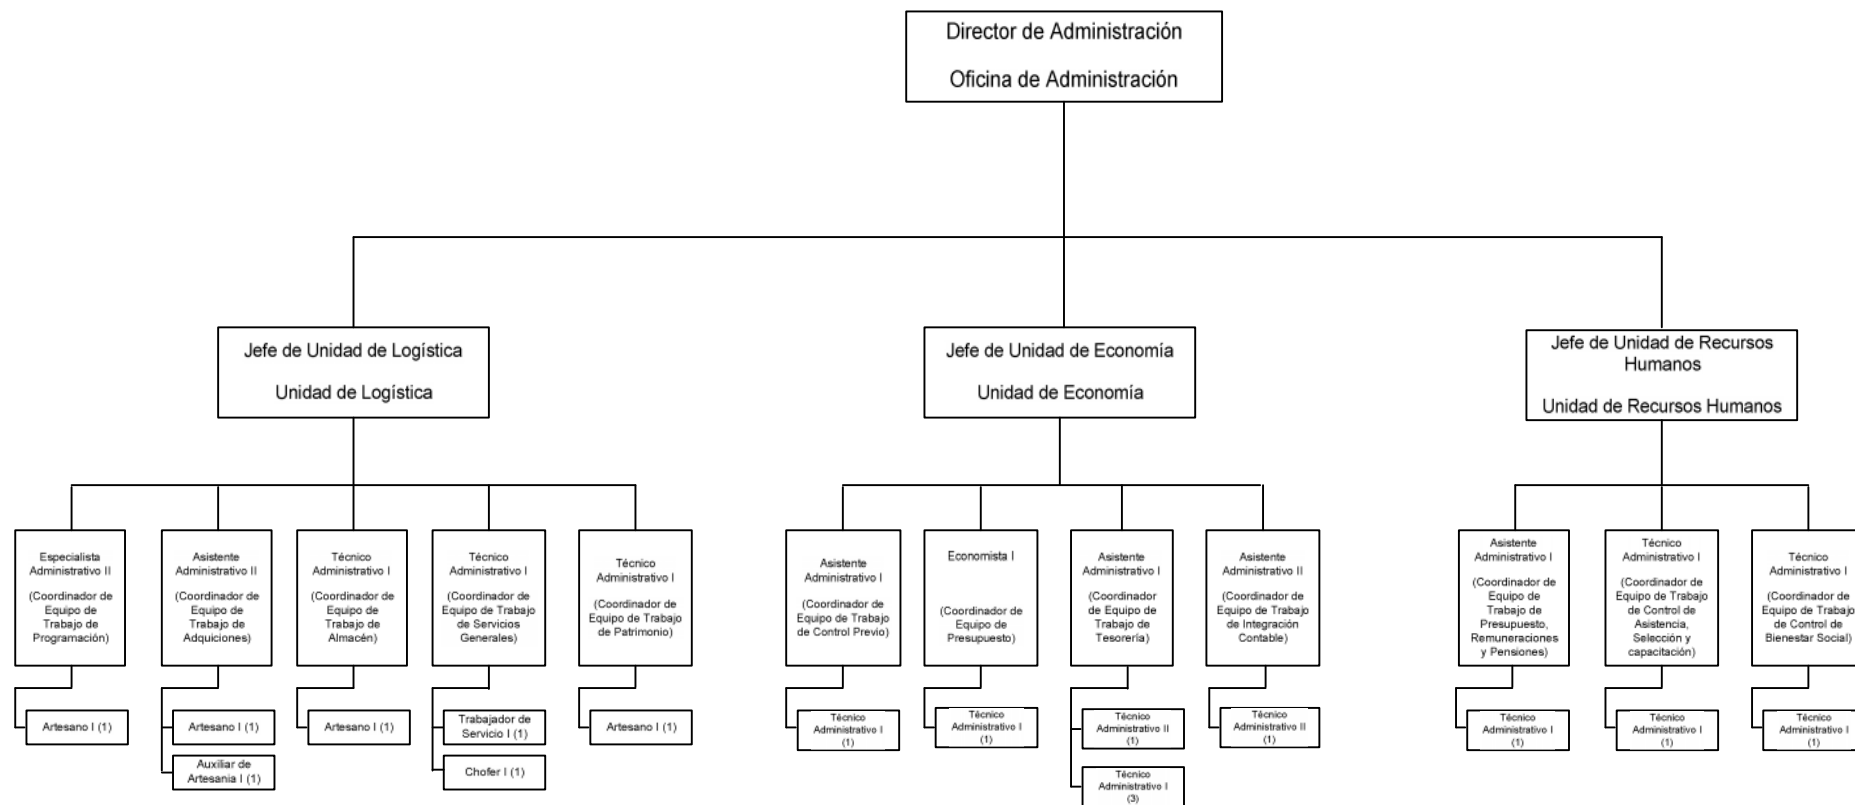 Director de Administración
Oficina de Administración
Jefe de Unidad de Logística
Unidad de Logística
Jefe de Unidad de Economía
Unidad de Economía
Jefe de Unidad de Recursos
Humanos
Unidad de Recursos Humanos
Especialista
Administrativo II
(Coordinador de
Equipo de
Trabajo de
Programación)
Asistente
Administrativo II
(Coordinador de
Equipo de
Trabajo de
Adquiciones)
Técnico
Administrativo I
(Coordinador de
Equipo de
Trabajo de
Almacén)
Técnico
Administrativo I
(Coordinador de
Equipo de Trabajo
de Servicios
Generales)
Técnico
Administrativo I
(Coordinador de
Equipo de Trabajo
de Patrimonio)
Asistente
Administrativo I
(Coordinador de
Equipo de Trabajo
de Control Previo)
Economista I
(Coordinador de
Equipo de
Presupuesto)
Asistente
Administrativo I
(Coordinador
de Equipo de
Trabajo de
Tesorería)
Asistente
Administrativo II
(Coordinador de
Equipo de Trabajo
de Integración
Contable)
Asistente
Administrativo I
(Coordinador de
Equipo de
Trabajo de
Presupuesto,
Remuneraciones
y Pensiones)
Técnico
Administrativo I
(Coordinador de
Equipo de Trabajo
de Control de
Asistencia,
Selección y
capacitación)
Técnico
Administrativo I
(Coordinador de
Equipo de Trabajo
de Control de
Bienestar Social)
Artesano I (1)
Artesano I (1)
Auxiliar de
Artesania I (1)
Artesano I (1)
Trabajador de
Servicio I (1)
Chofer I (1)
Artesano I (1)
Técnico
Administrativo I
(1)
Técnico
Administrativo I
(1)
Técnico
Administrativo II
(1)
Técnico
Administrativo I
(3)
Técnico
Administrativo II
(1)
Técnico
Administrativo I
(1)
Técnico
Administrativo I
(1)
Técnico
Administrativo I
(1)